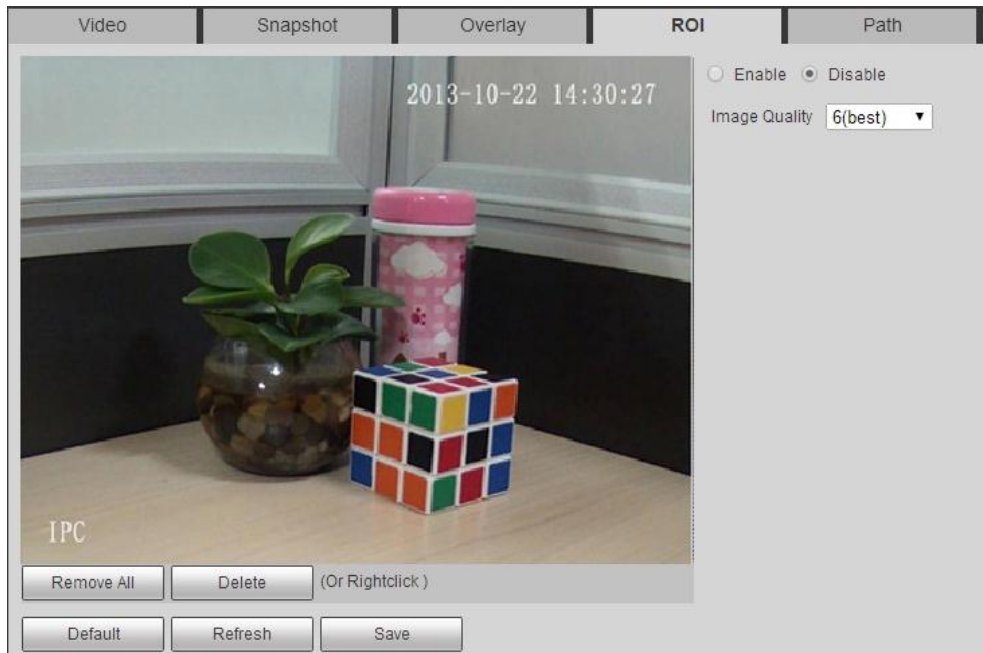 Video Snapshot Overlay ROI Path
2013-10-22 14:30:27
Enable Disable
Image Quality 6(best)
IPC
Remove All Delete (Or Rightclick )
Default Refresh Save